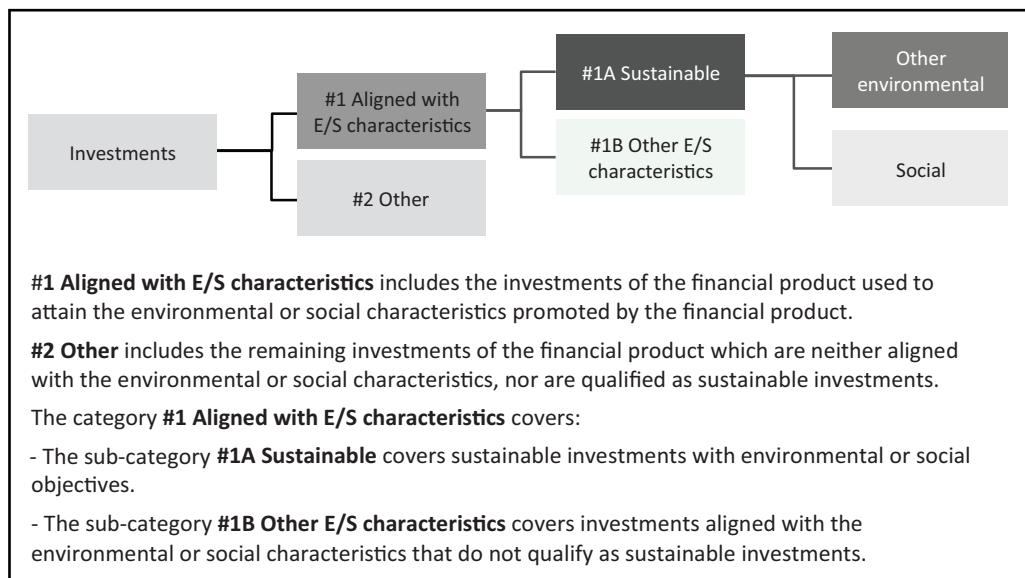 Investments
#1 Aligned with
E/S characteristics
#2 Other
#1A Sustainable
#1B Other E/S
characteristics
Other
environmental
Social
#1 Aligned with E/S characteristics includes the investments of the financial product used to
attain the environmental or social characteristics promoted by the financial product.
#2 Other includes the remaining investments of the financial product which are neither aligned
with the environmental or social characteristics, nor are qualified as sustainable investments.
The category #1 Aligned with E/S characteristics covers:
- The sub-category #1A Sustainable covers sustainable investments with environmental or social
objectives.
- The sub-category #1B Other E/S characteristics covers investments aligned with the
environmental or social characteristics that do not qualify as sustainable investments.